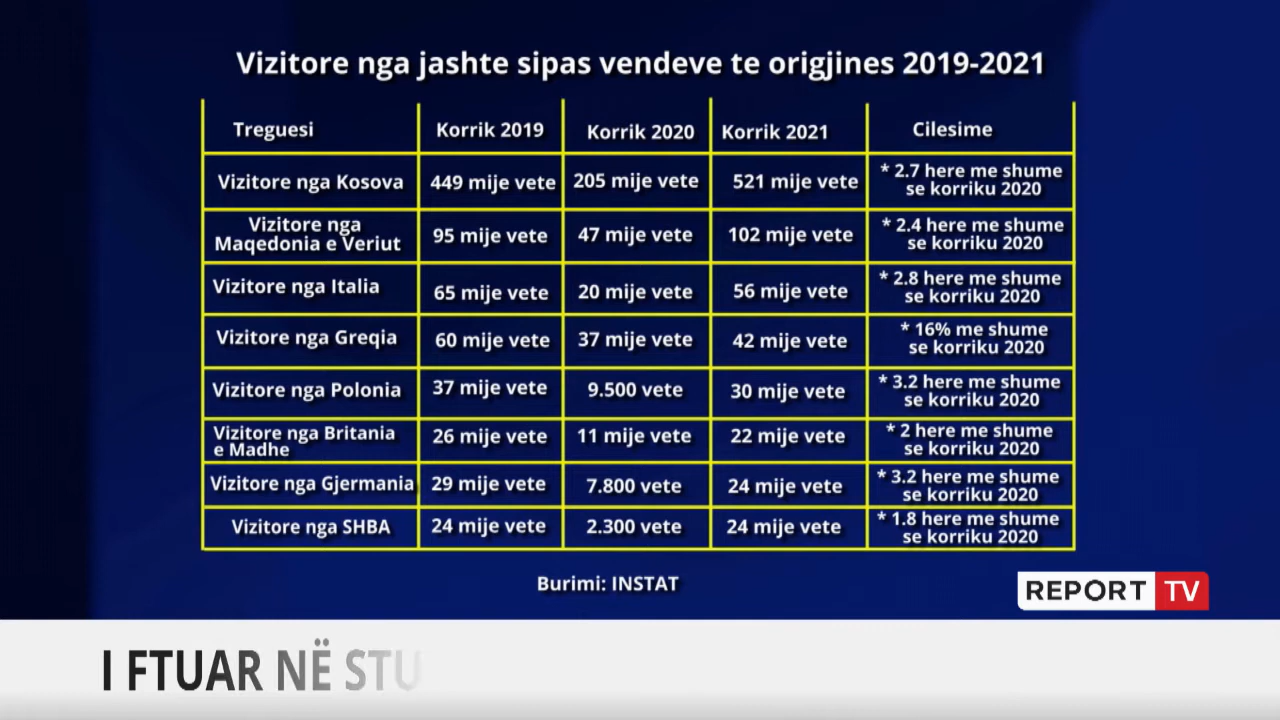 Vizitore nga jashte sipas vendeve te origjines 2019-2021
Treguesi Korrik 2019 Korrik 2020 Korrik 2021 Cilesime
Vizitore nga Kosova 449 mije vete 205 mije vete 521 mije vete * 2.7 here me shume
se korriku 2020
Vizitore nga
Maqedonia e Veriut 95 mije vete 47 mije vete 102 mije vete * 2.4 here me shume
se korriku 2020
Vizitore nga Italia 65 mije vete 20 mije vete 56 mije vete * 2.8 here me shume
se korriku 2020
Vizitore nga Greqia 60 mije vete 37 mije vete 42 mije vete * 16% me shume
se korriku 2020
Vizitore nga Polonia 37 mije vete 9.500 vete 30 mije vete * 3.2 here me shume
se korriku 2020
Vizitore nga Britania
e Madhe 26 mije vete 11 mije vete 22 mije vete * 2 here me shume
se korriku 2020
Vizitore nga Gjermania 29 mije vete 7.800 vete 24 mije vete * 3.2 here me shume
se korriku 2020
Vizitore nga SHBA 24 mije vete 2.300 vete 24 mije vete * 1.8 here me shume
se korriku 2020
Burimi: INSTAT
REPORT TV
I FTUAR NË STU